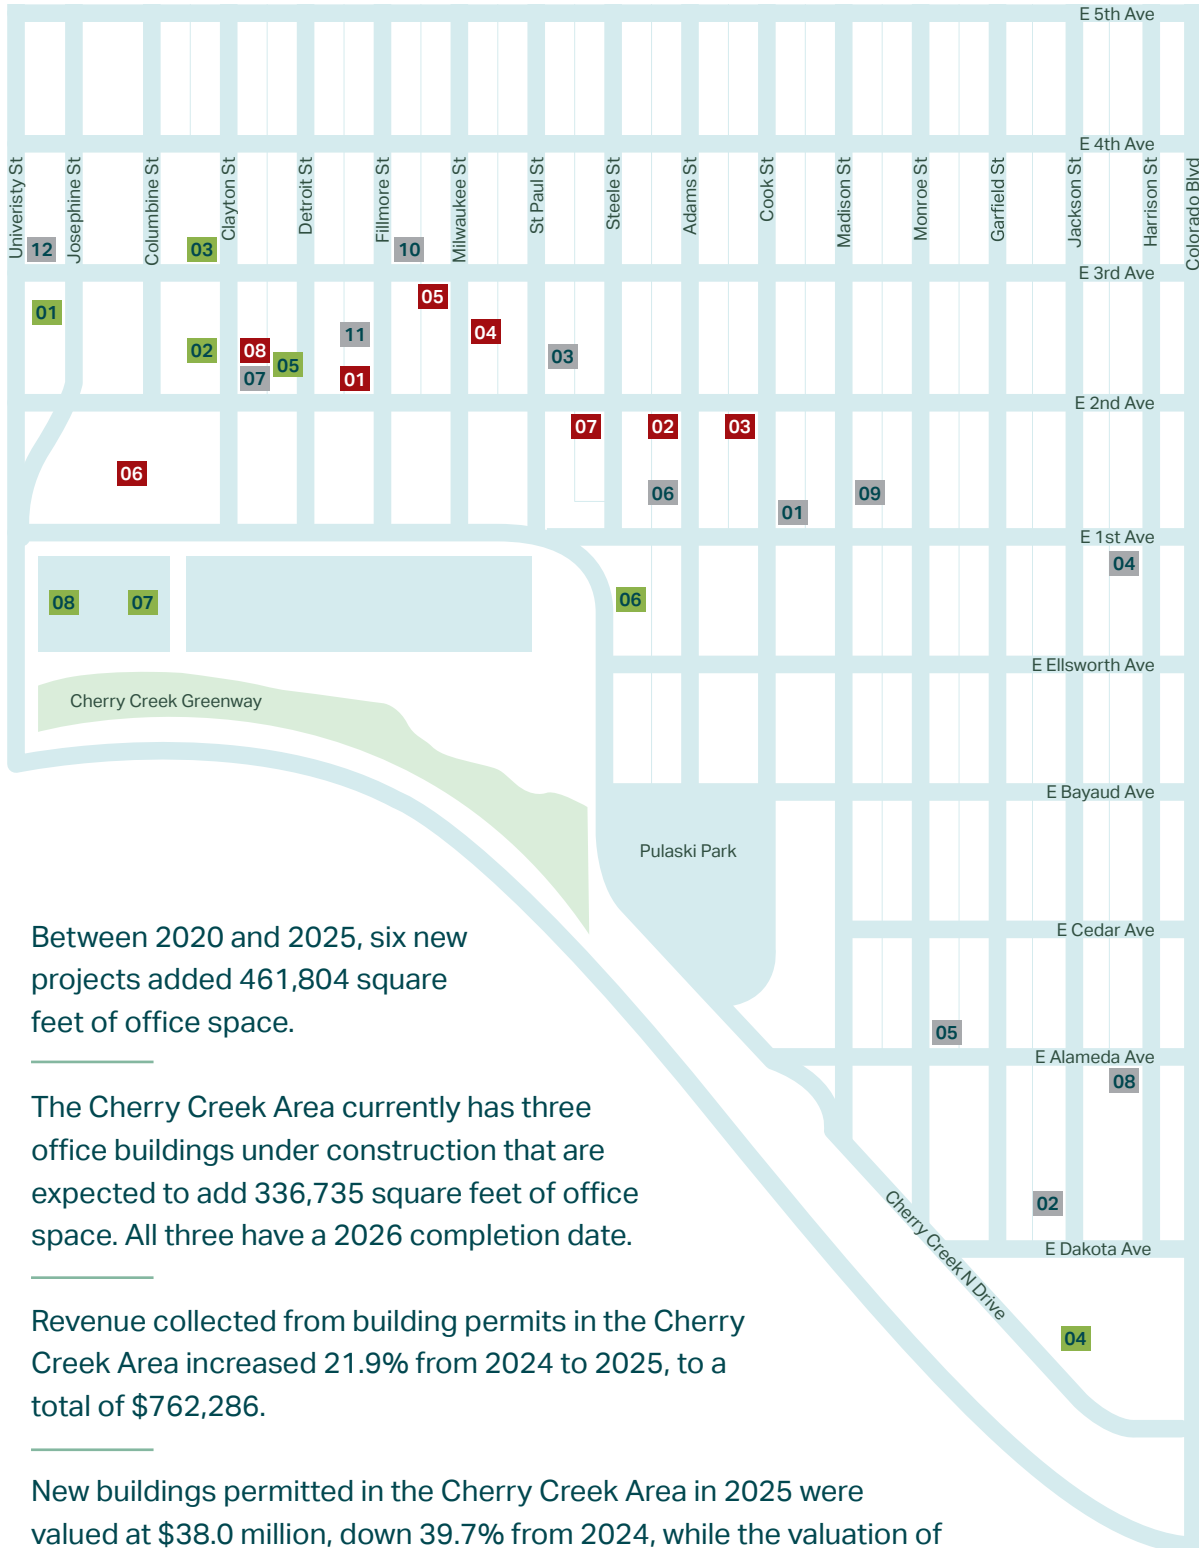 E 5th Ave
E 4th Ave
Univeristy St
Josephine St
Columbine St
Clayton St
Detroit St
Fillmore St
Milwaukee St
St Paul St
Steele St
Adams St
Cook St
Madison St
Monroe St
Garfield St
Jackson St
Harrison St
Colorado Blvd
12
03
10
E 3rd Ave
05
01
04
11
02
08
03
05
07
01
E 2nd Ave
07
02
03
06
06
09
01
E 1st Ave
04
08
07
06
E Ellsworth Ave
Cherry Creek Greenway
E Bayaud Ave
Pulaski Park
E Cedar Ave
05
E Alameda Ave
08
02
Cherry Creek N Drive
E Dakota Ave
04
Between 2020 and 2025, six new
projects added 461,804 square
feet of office space.
The Cherry Creek Area currently has three
office buildings under construction that are
expected to add 336,735 square feet of office
space. All three have a 2026 completion date.
Revenue collected from building permits in the Cherry
Creek Area increased 21.9% from 2024 to 2025, to a
total of $762,286.
New buildings permitted in the Cherry Creek Area in 2025 were
valued at $38.0 million, down 39.7% from 2024, while the valuation of